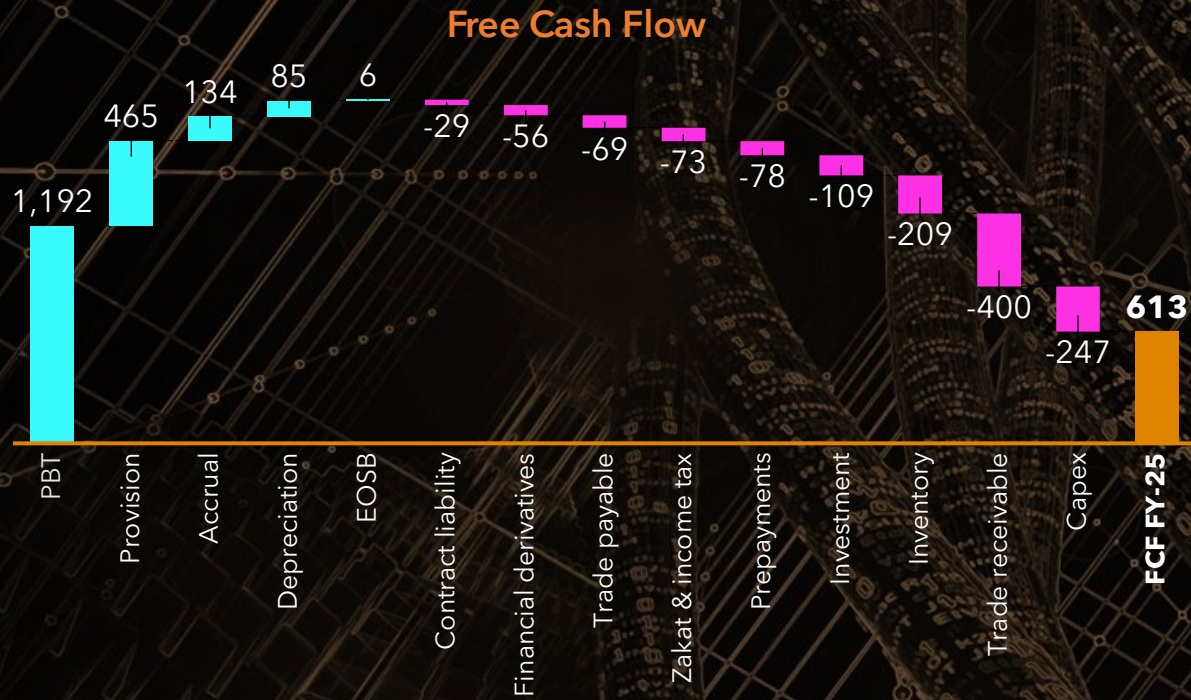 Free Cash Flow
1,192
465
134
85
6
-29
-56
-69
-73
-78
-109
-209
-400
-247
613
PBT
Provision
Accrual
Depreciation
EOSB
Contract liability
Financial derivatives
Trade payable
Zakat & income tax
Prepayments
Investment
Inventory
Trade receivable
Capex
FCF FY-25